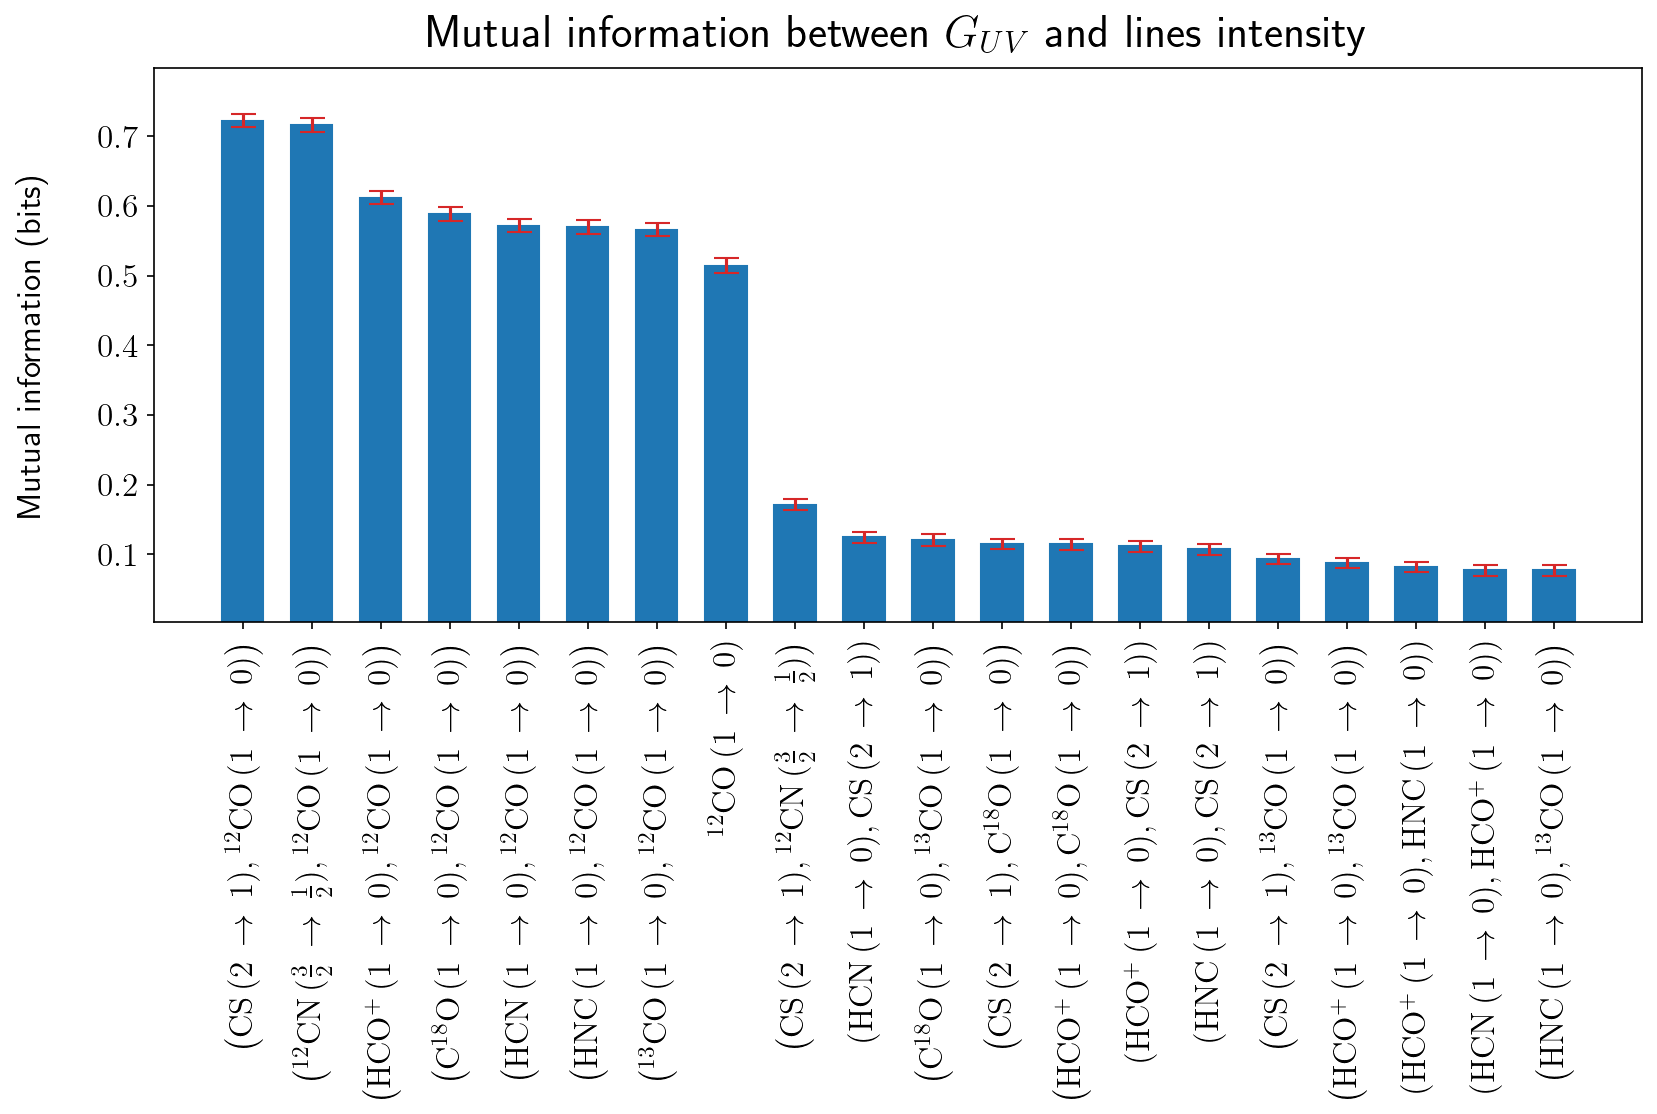 Mutual information between G_{UV} and lines intensity
Mutual information (bits)
0.7
0.6
0.5
0.4
0.3
0.2
0.1
(CS (2 → 1), ¹²CO (1 → 0))
(¹²CN (3/2 → 1/2), ¹²CO (1 → 0))
(HCO⁺ (1 → 0), ¹²CO (1 → 0))
(C¹⁸O (1 → 0), ¹²CO (1 → 0))
(HCN (1 → 0), ¹²CO (1 → 0))
(HNC (1 → 0), ¹²CO (1 → 0))
(¹³CO (1 → 0), ¹²CO (1 → 0))
¹²CO (1 → 0)
(CS (2 → 1), ¹²CN (3/2 → 1/2))
(HCN (1 → 0), CS (2 → 1))
(C¹⁸O (1 → 0), ¹³CO (1 → 0))
(CS (2 → 1), C¹⁸O (1 → 0))
(HCO⁺ (1 → 0), C¹⁸O (1 → 0))
(HCO⁺ (1 → 0), CS (2 → 1))
(HNC (1 → 0), CS (2 → 1))
(CS (2 → 1), ¹³CO (1 → 0))
(HCO⁺ (1 → 0), ¹³CO (1 → 0))
(HCO⁺ (1 → 0), HNC (1 → 0))
(HCN (1 → 0), HCO⁺ (1 → 0))
(HNC (1 → 0), ¹³CO (1 → 0))